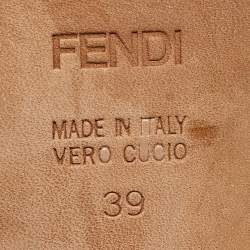 FENDI
MADE IN ITALY
VERO CUCIO
39